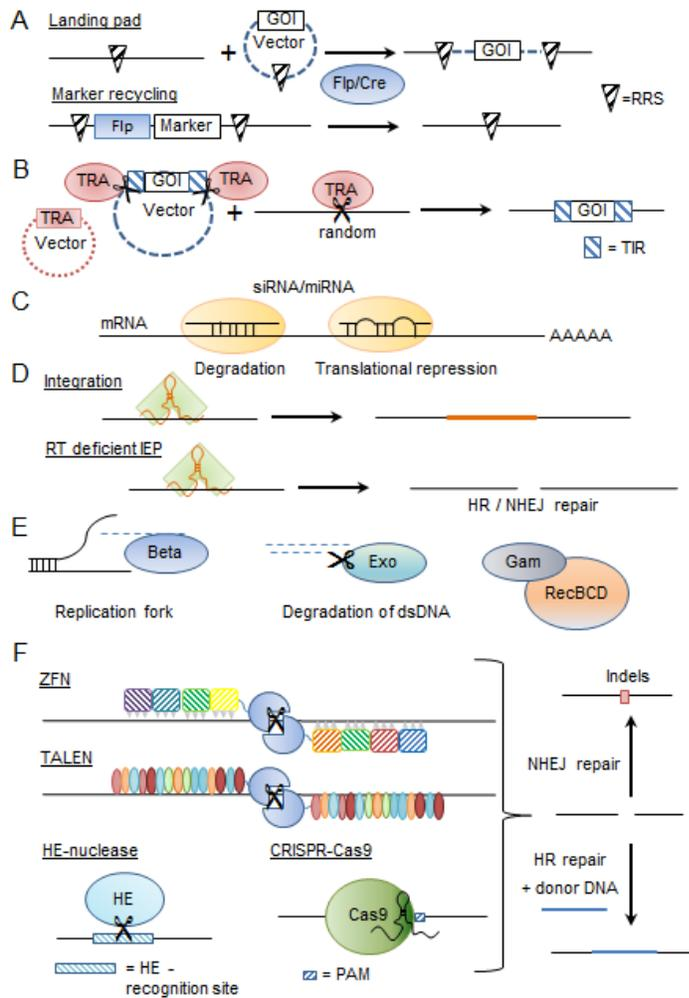 A
Landing pad
+
GOI
Vector
Flp/Cre
GOI
=RRS
Marker recycling
Flp
Marker
B
TRA
GOI
TRA
Vector
TRA
Vector
+
TRA
random
GOI
= TIR
C
siRNA/miRNA
mRNA
AAAAA
Degradation
Translational repression
D
Integration
RT deficient IEP
HR / NHEJ repair
E
Beta
Exo
Gam
RecBCD
Replication fork
Degradation of dsDNA
F
ZFN
Indels
TALEN
NHEJ repair
HE-nuclease
CRISPR-Cas9
HR repair
+ donor DNA
HE
Cas9
= HE -
recognition site
= PAM